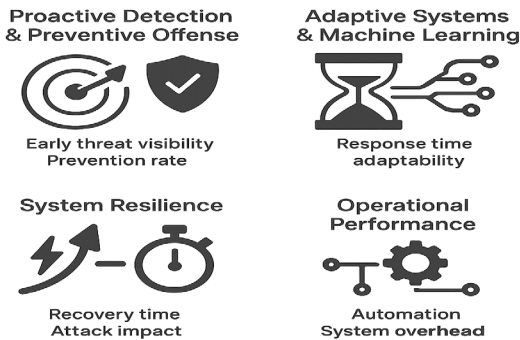 Proactive Detection
& Preventive Offense
Early threat visibility
Prevention rate
Adaptive Systems
& Machine Learning
Response time
adaptability
System Resilience
Recovery time
Attack impact
Operational
Performance
Automation
System overhead